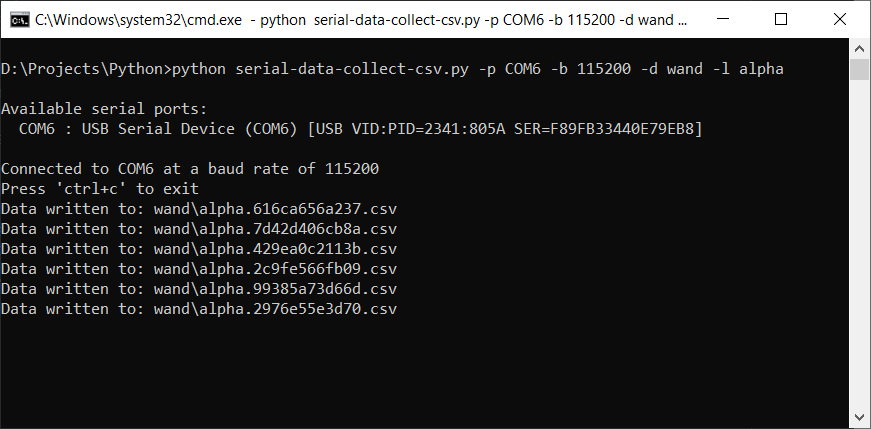 C:\Windows\system32\cmd.exe - python serial-data-collect-csv.py -p COM6 -b 115200 -d wand ...
D:\Projects\Python>python serial-data-collect-csv.py -p COM6 -b 115200 -d wand -l alpha
Available serial ports:
COM6 : USB Serial Device (COM6) [USB VID:PID=2341:805A SER=F89FB33440E79EB8]
Connected to COM6 at a baud rate of 115200
Press 'ctrl+c' to exit
Data written to: wand\alpha.616ca656a237.csv
Data written to: wand\alpha.7d42d406cb8a.csv
Data written to: wand\alpha.429ea0c2113b.csv
Data written to: wand\alpha.2c9fe566fb09.csv
Data written to: wand\alpha.99385a73d66d.csv
Data written to: wand\alpha.2976e55e3d70.csv